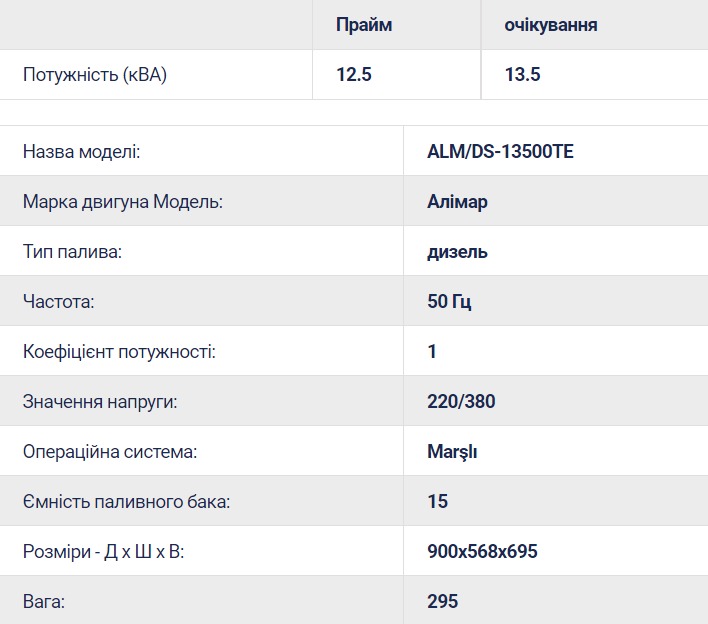 Прайм очікування
Потужність (кВА) 12.5 13.5
Назва моделі: ALM/DS-13500TE
Марка двигуна Модель: Алімар
Тип палива: дизель
Частота: 50 Гц
Коефіцієнт потужності: 1
Значення напруги: 220/380
Операційна система: Marşlı
Ємність паливного бака: 15
Розміри - Д x Ш x В: 900x568x695
Вага: 295